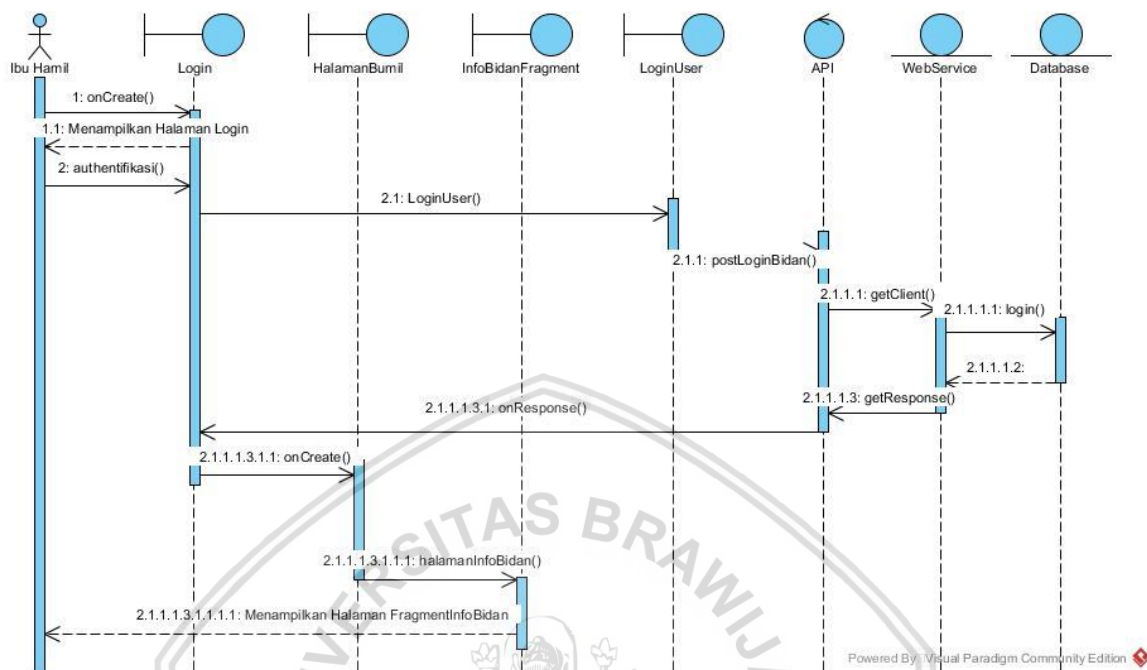 Ibu Hamil
Login
HalamanBumil
InfoBidanFragment
LoginUser
API
WebService
Database
1: onCreate()
1.1: Menampilkan Halaman Login
2: authentifikasi()
2.1: LoginUser()
2.1.1: postLoginBidan()
2.1.1.1: getClient()
2.1.1.1.1: login()
2.1.1.1.2:
2.1.1.1.3: getResponse()
2.1.1.1.3.1: onResponse()
2.1.1.1.3.1.1: onCreate()
2.1.1.1.3.1.1.1: halamanInfoBidan()
2.1.1.1.3.1.1.1.1: Menampilkan Halaman FragmentInfoBidan
VERSITAS BRAWIJ
Powered By Visual Paradigm Community Edition